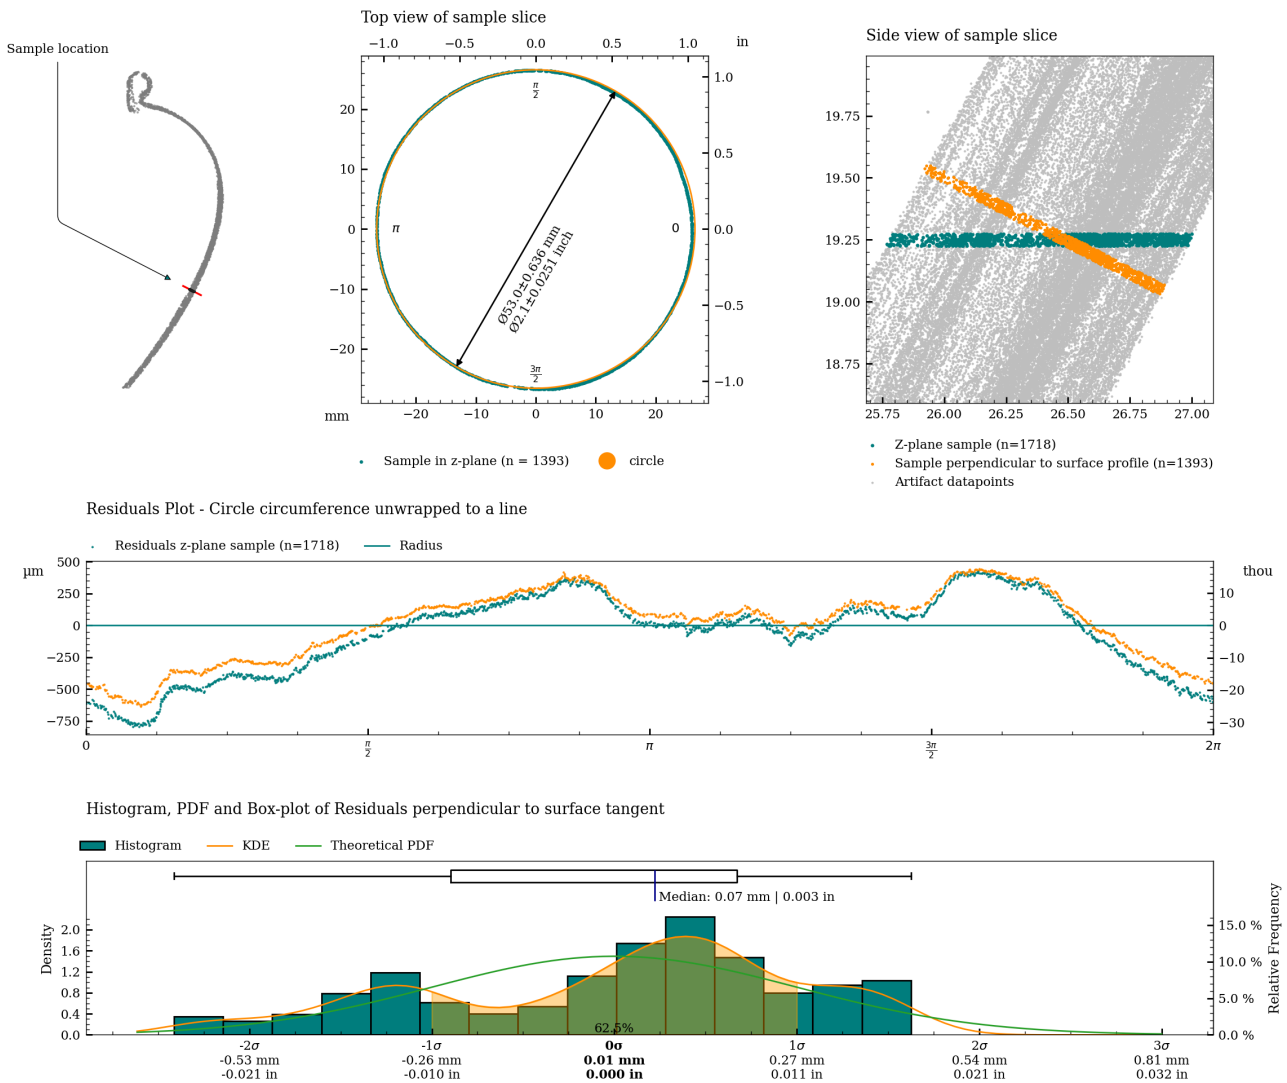 Sample location
Top view of sample slice
−1.0 −0.5 0.0 0.5 1.0 in
20
10
0
−10
−20
1.0
0.5
0.0
−0.5
−1.0
π/2
π
0
3π/2
Ø53.0±0.636 mm
Ø2.1±0.0251 inch
mm
−20 −10 0 10 20
Sample in z-plane (n = 1393) circle
Side view of sample slice
19.75
19.50
19.25
19.00
18.75
25.75 26.00 26.25 26.50 26.75 27.00
Z-plane sample (n=1718)
Sample perpendicular to surface profile (n=1393)
Artifact datapoints
Residuals Plot - Circle circumference unwrapped to a line
Residuals z-plane sample (n=1718) Radius
µm
500
250
0
−250
−500
−750
thou
10
0
−10
−20
−30
0 π/2 π 3π/2 2π
Histogram, PDF and Box-plot of Residuals perpendicular to surface tangent
Histogram KDE Theoretical PDF
Median: 0.07 mm | 0.003 in
Density
2.0
1.6
1.2
0.8
0.4
0.0
Relative Frequency
15.0 %
10.0 %
5.0 %
0.0 %
62.5%
-2σ -1σ 0σ 1σ 2σ 3σ
-0.53 mm -0.26 mm 0.01 mm 0.27 mm 0.54 mm 0.81 mm
-0.021 in -0.010 in 0.000 in 0.011 in 0.021 in 0.032 in